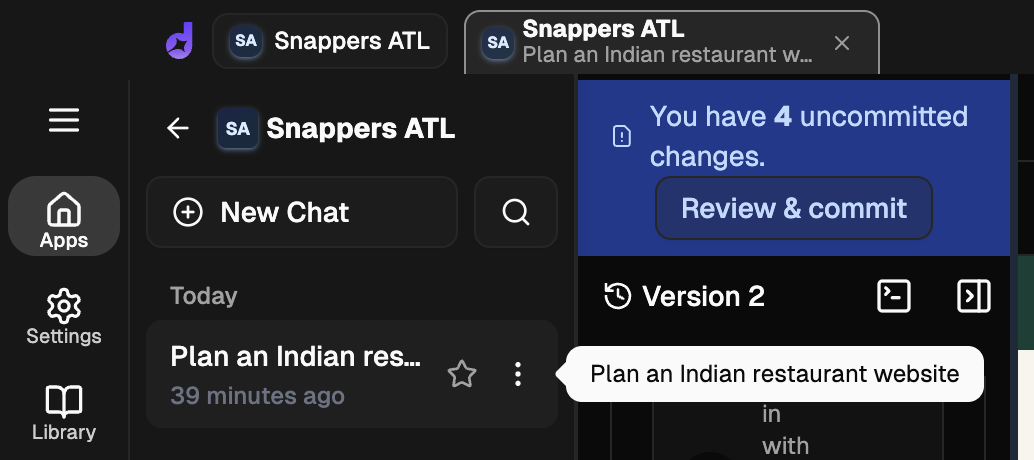 SA Snappers ATL
SA Snappers ATL
Plan an Indian restaurant w...
SA Snappers ATL
New Chat
Today
Plan an Indian res...
39 minutes ago
Apps
Settings
Library
You have 4 uncommitted
changes.
Review & commit
Version 2
Plan an Indian restaurant website
in
with